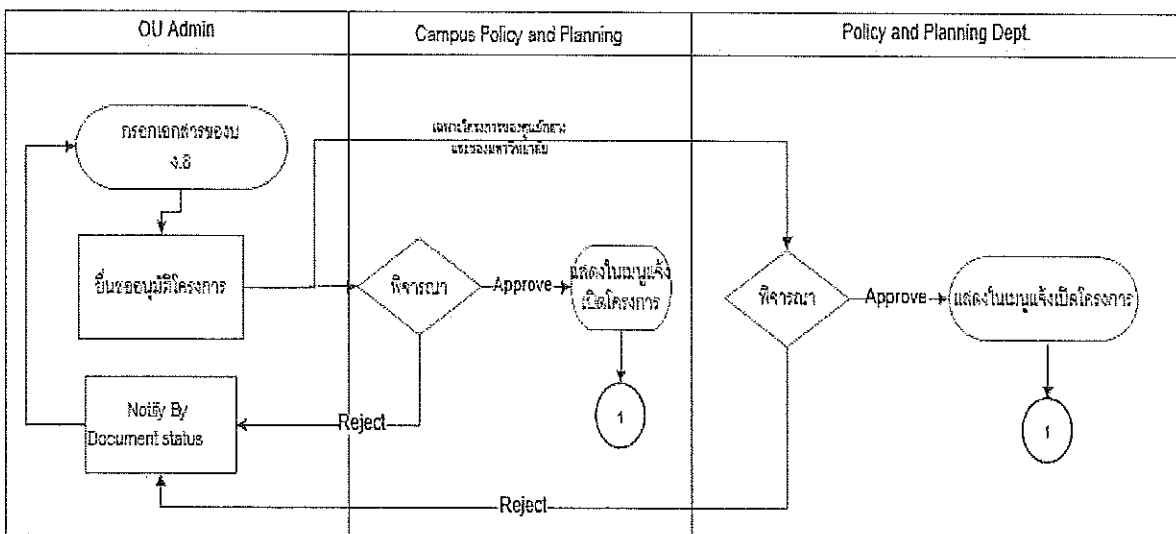 OU Admin
Campus Policy and Planning
Policy and Planning Dept.
กรอกเอกสารของบ
ง.8
เฉพาะโครงการของศูนย์กลาง
และของมหาวิทยาลัย
ยื่นขออนุมัติโครงการ
พิจารณา
Approve
แสดงในเมนูแจ้ง
เปิดโครงการ
พิจารณา
Approve
แสดงในเมนูแจ้งเปิดโครงการ
Notify By
Document status
Reject
1
1
Reject